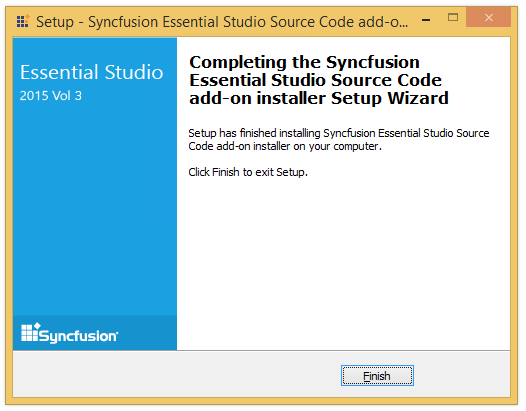 Setup - Syncfusion Essential Studio Source Code add-o...
Essential Studio
2015 Vol 3
Completing the Syncfusion
Essential Studio Source Code
add-on installer Setup Wizard
Setup has finished installing Syncfusion Essential Studio Source
Code add-on installer on your computer.
Click Finish to exit Setup.
Syncfusion
Finish